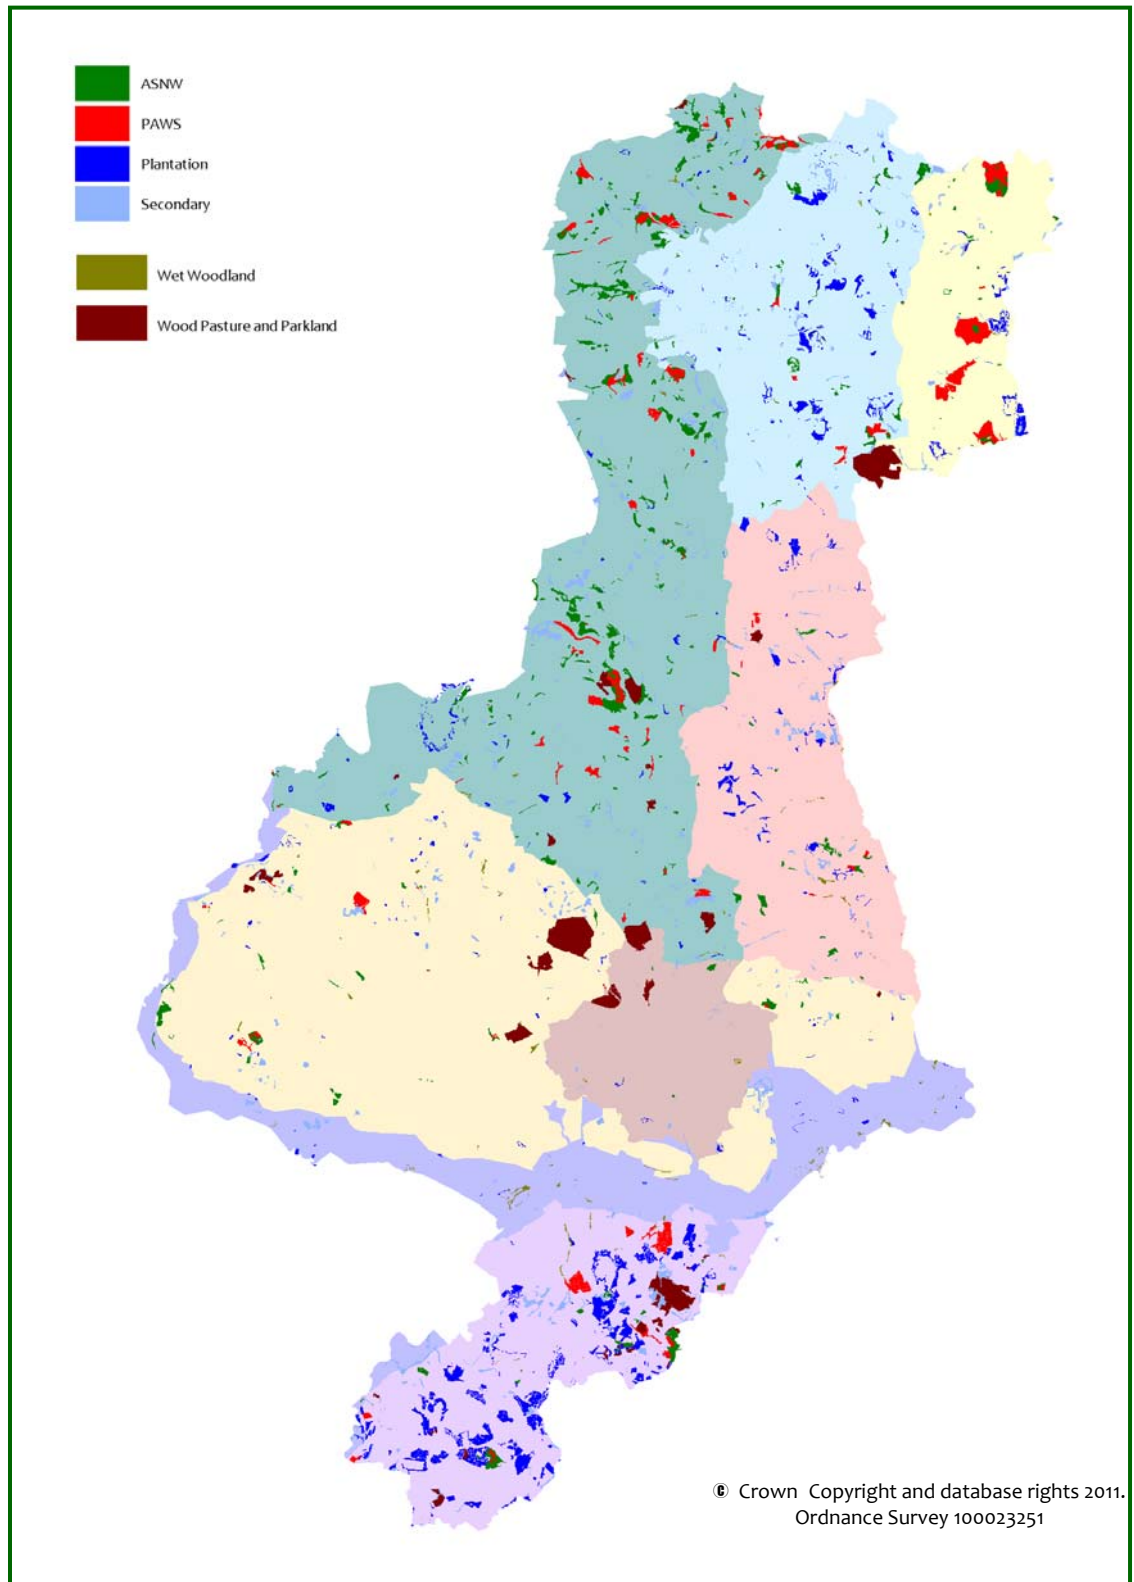 ASNW
PAWS
Plantation
Secondary
Wet Woodland
Wood Pasture and Parkland
© Crown Copyright and database rights 2011.
Ordnance Survey 100023251